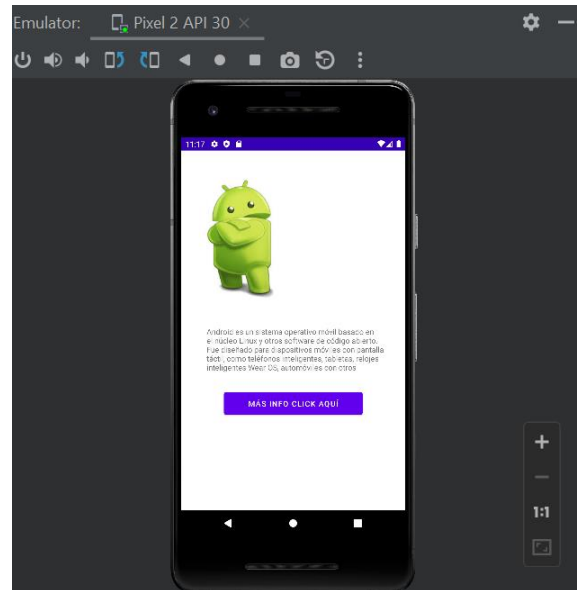 Emulator: Pixel 2 API 30
11:17
Android es un sistema operativo móvil basado en
el núcleo Linux y otros software de código abierto.
Fue diseñado para dispositivos móviles con pantalla
táctil, como teléfonos inteligentes, tabletas, relojes
inteligentes Wear OS, automóviles con otros
MÁS INFO CLICK AQUÍ
1:1